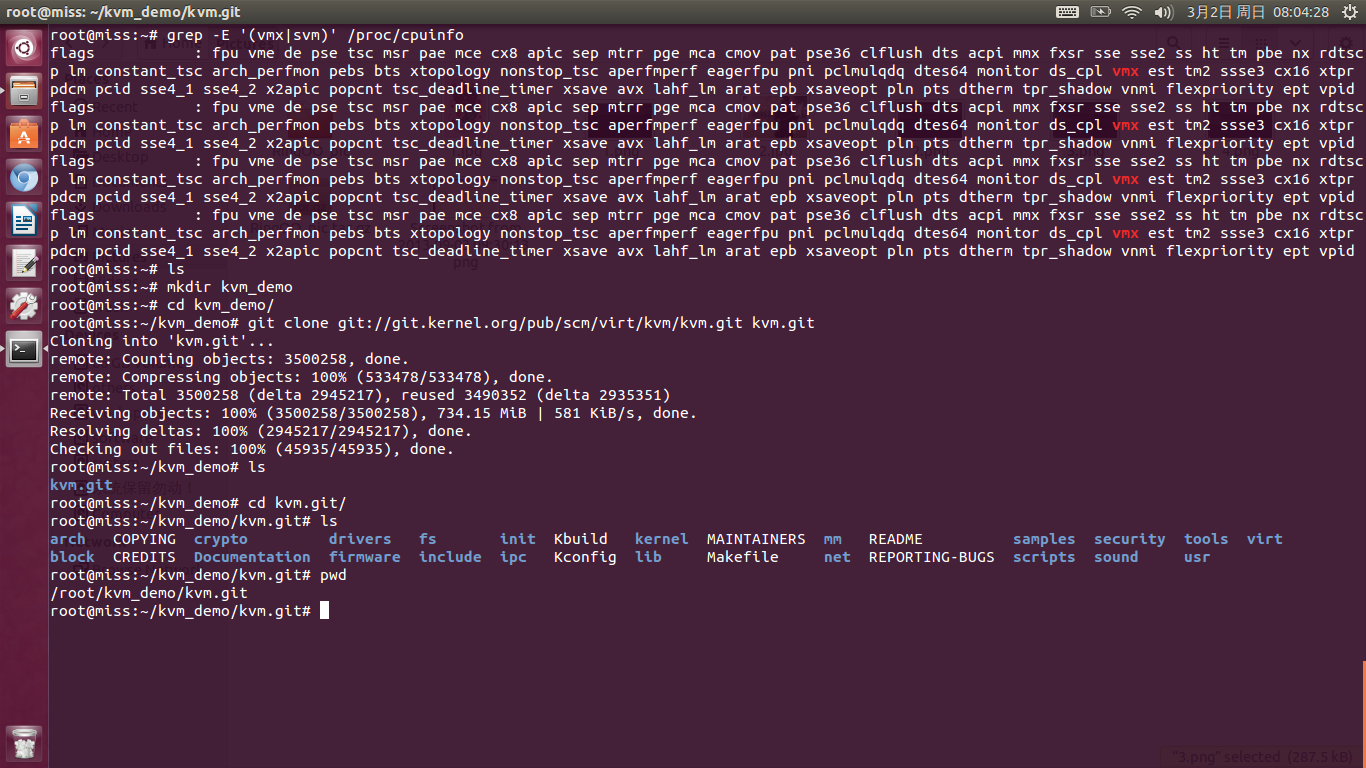 root@miss: ~/kvm_demo/kvm.git
3月2日 周日 08:04:28
root@miss:~# grep -E '(vmx|svm)' /proc/cpuinfo
flags : fpu vme de pse tsc msr pae mce cx8 apic sep mtrr pge mca cmov pat pse36 clflush dts acpi mmx fxsr sse sse2 ss ht tm pbe nx rdtsc
p lm constant_tsc arch_perfmon pebs bts xtopology nonstop_tsc aperfmperf eagerfpu pni pclmulqdq dtes64 monitor ds_cpl vmx est tm2 ssse3 cx16 xtpr
pdcm pcid sse4_1 sse4_2 x2apic popcnt tsc_deadline_timer xsave avx lahf_lm arat epb xsaveopt pln pts dtherm tpr_shadow vnmi flexpriority ept vpid
flags : fpu vme de pse tsc msr pae mce cx8 apic sep mtrr pge mca cmov pat pse36 clflush dts acpi mmx fxsr sse sse2 ss ht tm pbe nx rdtsc
p lm constant_tsc arch_perfmon pebs bts xtopology nonstop_tsc aperfmperf eagerfpu pni pclmulqdq dtes64 monitor ds_cpl vmx est tm2 ssse3 cx16 xtpr
pdcm pcid sse4_1 sse4_2 x2apic popcnt tsc_deadline_timer xsave avx lahf_lm arat epb xsaveopt pln pts dtherm tpr_shadow vnmi flexpriority ept vpid
flags : fpu vme de pse tsc msr pae mce cx8 apic sep mtrr pge mca cmov pat pse36 clflush dts acpi mmx fxsr sse sse2 ss ht tm pbe nx rdtsc
p lm constant_tsc arch_perfmon pebs bts xtopology nonstop_tsc aperfmperf eagerfpu pni pclmulqdq dtes64 monitor ds_cpl vmx est tm2 ssse3 cx16 xtpr
pdcm pcid sse4_1 sse4_2 x2apic popcnt tsc_deadline_timer xsave avx lahf_lm arat epb xsaveopt pln pts dtherm tpr_shadow vnmi flexpriority ept vpid
flags : fpu vme de pse tsc msr pae mce cx8 apic sep mtrr pge mca cmov pat pse36 clflush dts acpi mmx fxsr sse sse2 ss ht tm pbe nx rdtsc
p lm constant_tsc arch_perfmon pebs bts xtopology nonstop_tsc aperfmperf eagerfpu pni pclmulqdq dtes64 monitor ds_cpl vmx est tm2 ssse3 cx16 xtpr
pdcm pcid sse4_1 sse4_2 x2apic popcnt tsc_deadline_timer xsave avx lahf_lm arat epb xsaveopt pln pts dtherm tpr_shadow vnmi flexpriority ept vpid
root@miss:~# ls
root@miss:~# mkdir kvm_demo
root@miss:~# cd kvm_demo/
root@miss:~/kvm_demo# git clone git://git.kernel.org/pub/scm/virt/kvm/kvm.git kvm.git
Cloning into 'kvm.git'...
remote: Counting objects: 3500258, done.
remote: Compressing objects: 100% (533478/533478), done.
remote: Total 3500258 (delta 2945217), reused 3490352 (delta 2935351)
Receiving objects: 100% (3500258/3500258), 734.15 MiB | 581 KiB/s, done.
Resolving deltas: 100% (2945217/2945217), done.
Checking out files: 100% (45935/45935), done.
root@miss:~/kvm_demo# ls
kvm.git
root@miss:~/kvm_demo# cd kvm.git/
root@miss:~/kvm_demo/kvm.git# ls
arch COPYING crypto drivers fs init Kbuild kernel MAINTAINERS mm README samples security tools virt
block CREDITS Documentation firmware include ipc Kconfig lib Makefile net REPORTING-BUGS scripts sound usr
root@miss:~/kvm_demo/kvm.git# pwd
/root/kvm_demo/kvm.git
root@miss:~/kvm_demo/kvm.git#
"3.png" selected (287.5 kB)